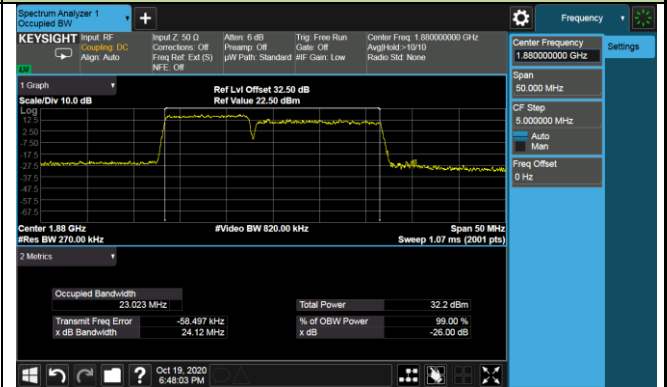 Spectrum Analyzer 1
Occupied BW
+
Frequency
KEYSIGHT
Input: RF
Coupling: DC
Align: Auto
Input Z: 50 Ω
Corrections: Off
Freq Ref: Ext (S)
NFE: Off
Atten: 6 dB
Preamp: Off
µW Path: Standard
Trig: Free Run
Gate: Off
#IF Gain: Low
Center Freq: 1.880000000 GHz
Avg|Hold:>10/10
Radio Std: None
LXI
Center Frequency
1.880000000 GHz
Settings
Span
50.000 MHz
CF Step
5.000000 MHz
Auto
Man
Freq Offset
0 Hz
1 Graph
Scale/Div 10.0 dB
Ref Lvl Offset 32.50 dB
Ref Value 22.50 dBm
Log
12.5
2.50
-7.50
-17.5
-27.5
-37.5
-47.5
-57.5
-67.5
Center 1.88 GHz
#Res BW 270.00 kHz
#Video BW 820.00 kHz
Span 50 MHz
Sweep 1.07 ms (2001 pts)
2 Metrics
Occupied Bandwidth
23.023 MHz
Transmit Freq Error -58.497 kHz
x dB Bandwidth 24.12 MHz
Total Power 32.2 dBm
% of OBW Power 99.00 %
x dB -26.00 dB
?
Oct 19, 2020
6:48:03 PM